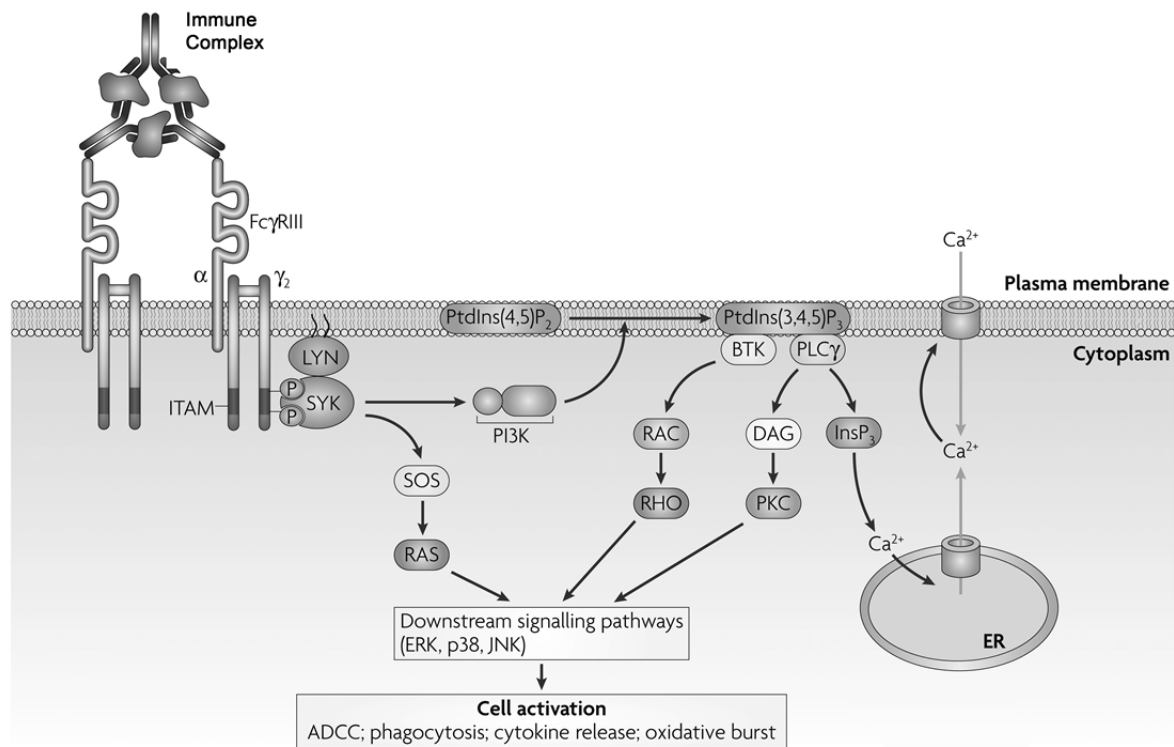 Immune
Complex
FcγRIII
α
γ₂
Ca²⁺
Plasma membrane
PtdIns(4,5)P₂
PtdIns(3,4,5)P₃
Cytoplasm
LYN
BTK
PLCγ
P
SYK
ITAM
P
PI3K
RAC
DAG
InsP₃
Ca²⁺
SOS
RHO
PKC
Ca²⁺
RAS
Downstream signalling pathways
(ERK, p38, JNK)
ER
Cell activation
ADCC; phagocytosis; cytokine release; oxidative burst